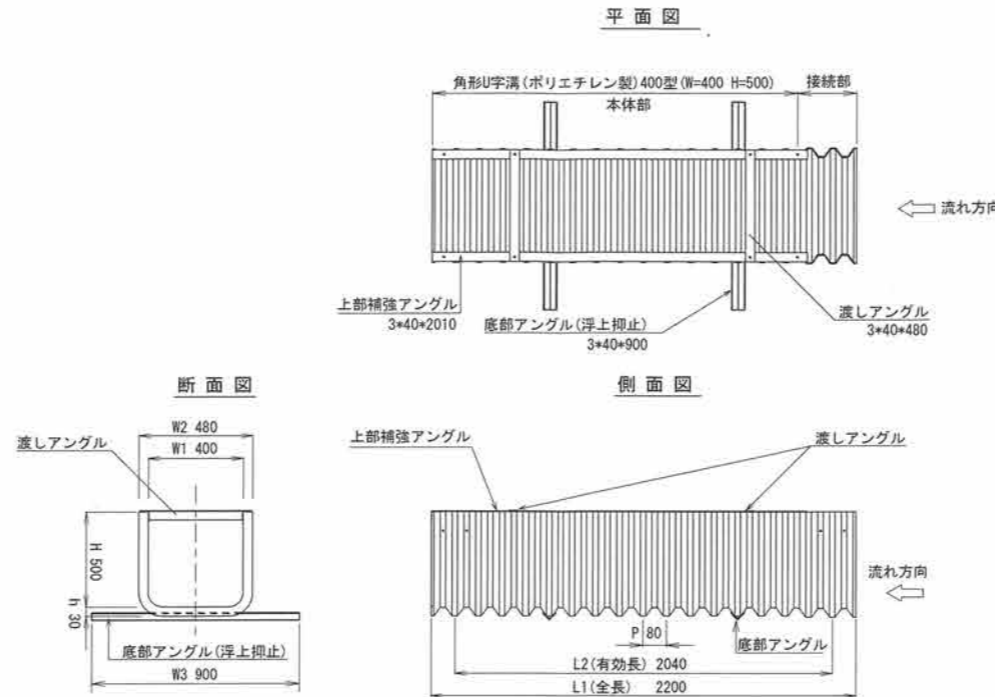 平面図
角形U字溝(ポリエチレン製)400型(W=400 H=500)
接続部
本体部
流れ方向
上部補強アングル
3*40*2010
底部アングル(浮上抑止)
3*40*900
渡しアングル
3*40*480
断面図
W2 480
W1 400
渡しアングル
H 500
h 30
底部アングル(浮上抑止)
W3 900
側面図
上部補強アングル
渡しアングル
流れ方向
P 80
底部アングル
L2(有効長) 2040
L1(全長) 2200